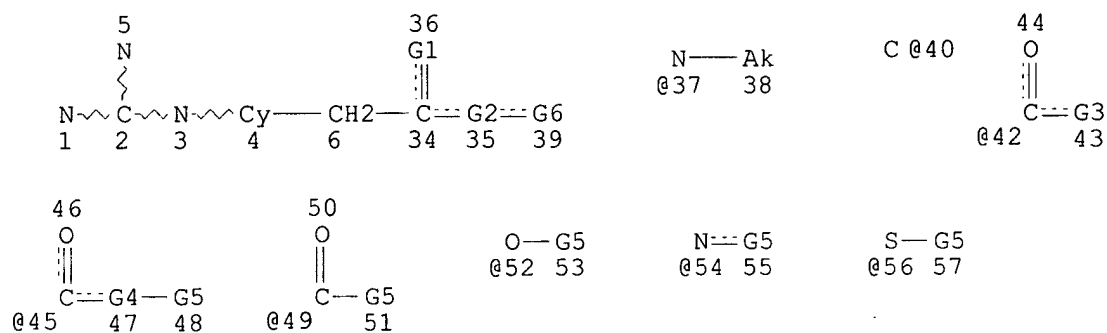 5 36 44
N G1 N Ak C @40 O
@37 38
N C N Cy CH2 C G2 G6 C G3
1 2 3 4 6 34 35 39 @42 43
46 50
O O O G5 N G5 S G5
@52 53 @54 55 @56 57
C G4 G5 C G5
@45 47 48 @49 51